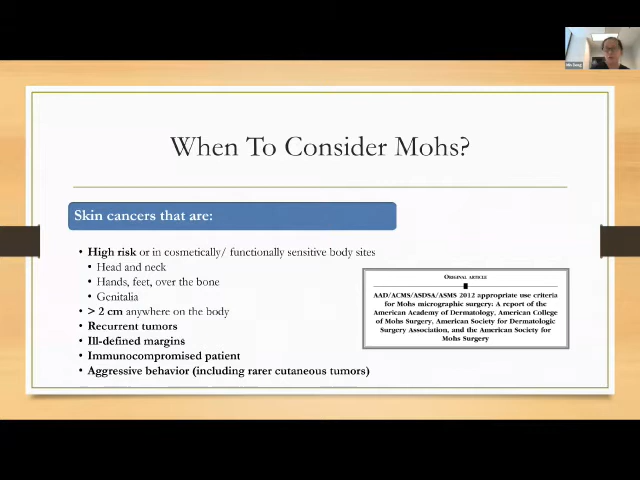 When To Consider Mohs?
Skin cancers that are:
• High risk or in cosmetically/ functionally sensitive body sites
• Head and neck
• Hands, feet, over the bone
• Genitalia
• > 2 cm anywhere on the body
• Recurrent tumors
• Ill-defined margins
• Immunocompromised patient
• Aggressive behavior (including rarer cutaneous tumors)
ORIGINAL ARTICLE
AAD/ACMS/ASDSA/ASMS 2012 appropriate use criteria
for Mohs micrographic surgery: A report of the
American Academy of Dermatology, American College
of Mohs Surgery, American Society for Dermatologic
Surgery Association, and the American Society for
Mohs Surgery